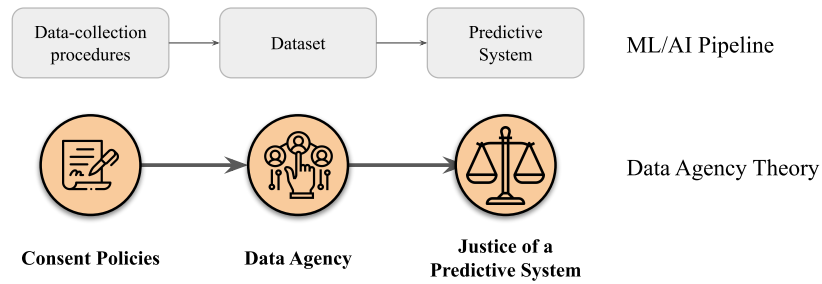 Data-collection
procedures
Dataset
Predictive
System
ML/AI Pipeline
Data Agency Theory
Consent Policies
Data Agency
Justice of a
Predictive System